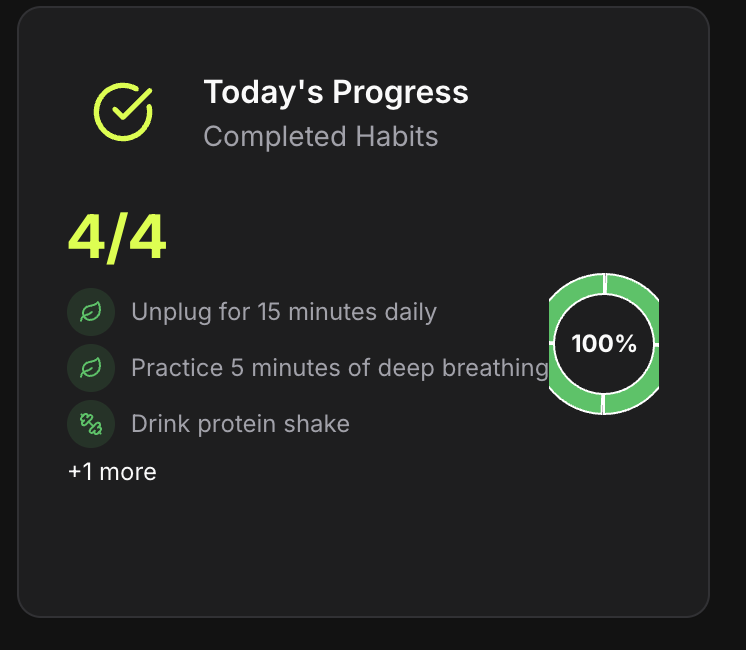 Today's Progress
Completed Habits
4/4
Unplug for 15 minutes daily
Practice 5 minutes of deep breathing
Drink protein shake
+1 more
100%